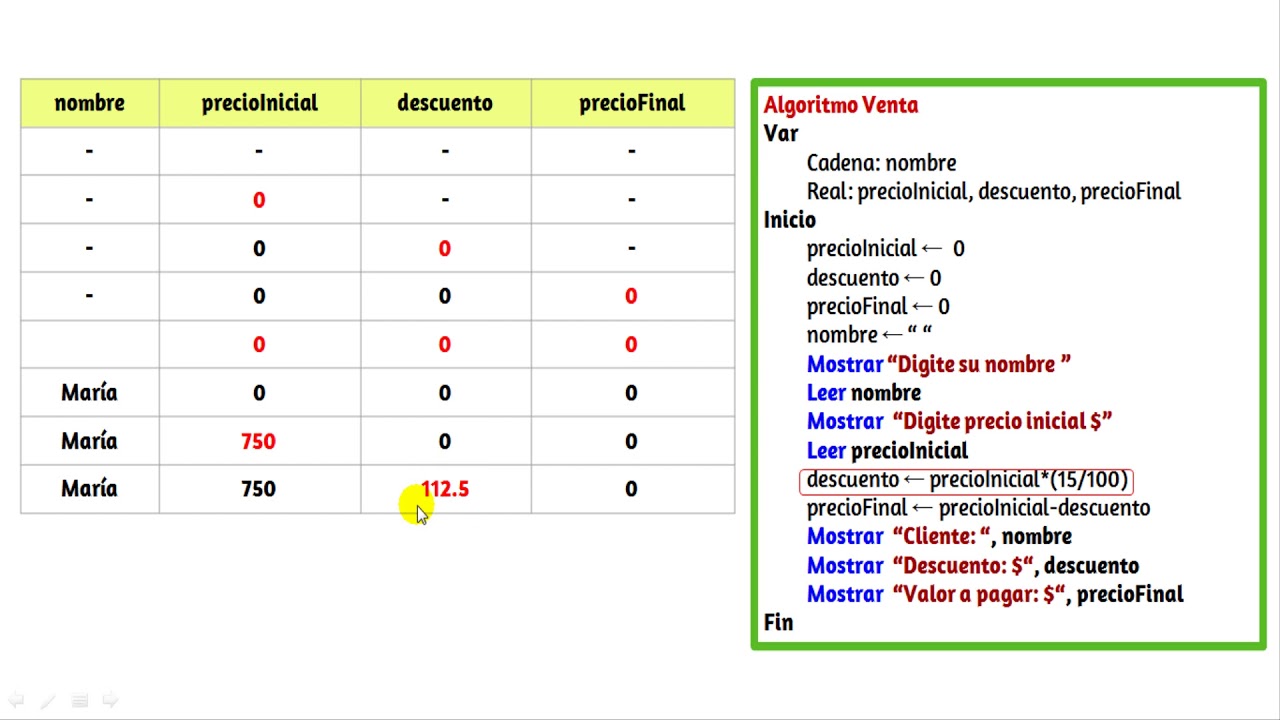 nombre precioInicial descuento precioFinal
- - - -
- 0 - -
- 0 0 -
- 0 0 0
0 0 0
María 0 0 0
María 750 0 0
María 750 112.5 0
Algoritmo Venta
Var
Cadena: nombre
Real: precioInicial, descuento, precioFinal
Inicio
precioInicial ← 0
descuento ← 0
precioFinal ← 0
nombre ← “ “
Mostrar “Digite su nombre ”
Leer nombre
Mostrar “Digite precio inicial $”
Leer precioInicial
descuento ← precioInicial*(15/100)
precioFinal ← precioInicial-descuento
Mostrar “Cliente: “, nombre
Mostrar “Descuento: $“, descuento
Mostrar “Valor a pagar: $“, precioFinal
Fin